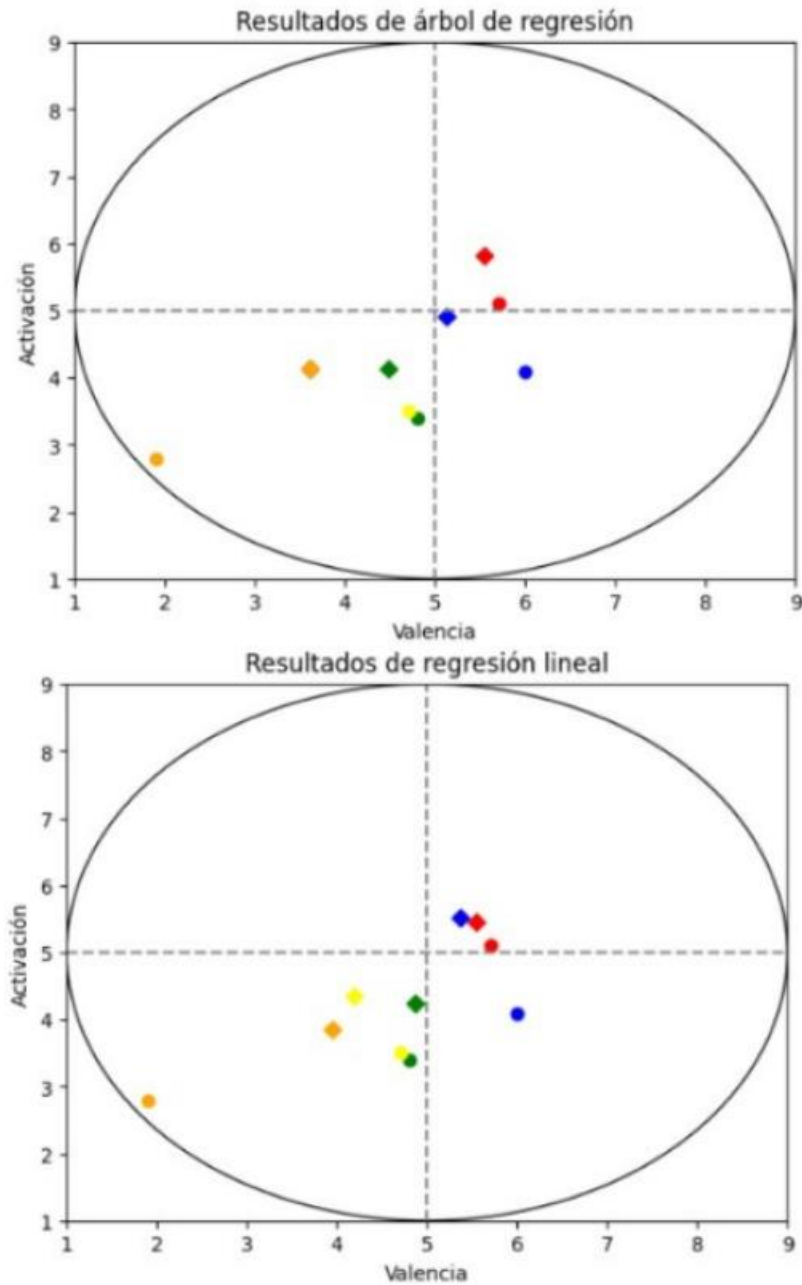 Resultados de árbol de regresión
9
8
7
6
5
4
3
2
1
Activación
1 2 3 4 5 6 7 8 9
Valencia
Resultados de regresión lineal
9
8
7
6
5
4
3
2
1
Activación
1 2 3 4 5 6 7 8 9
Valencia